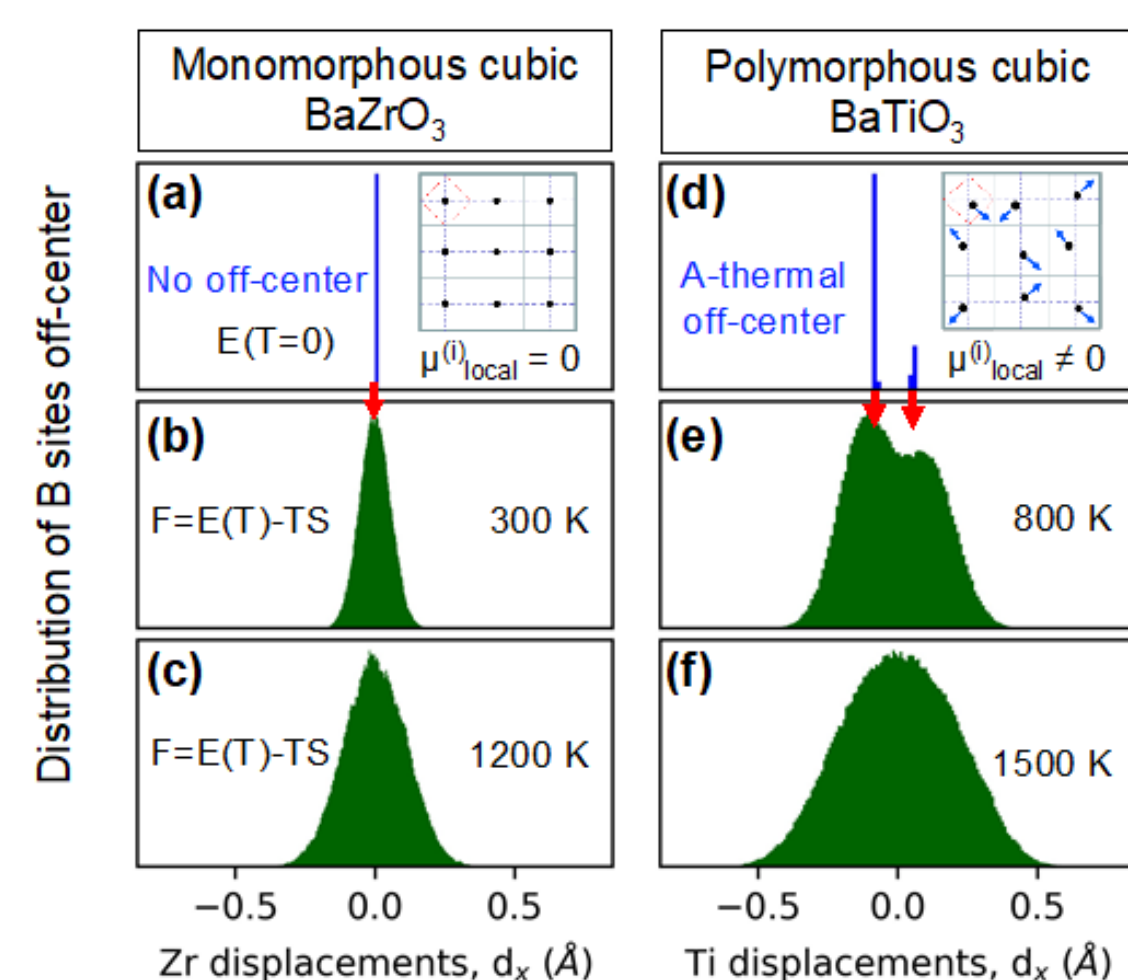 Monomorphous cubic
BaZrO₃
Polymorphous cubic
BaTiO₃
Distribution of B sites off-center
(a)
No off-center
E(T=0)
μ⁽ⁱ⁾local = 0
(b)
F=E(T)-TS
300 K
(c)
F=E(T)-TS
1200 K
−0.5
0.0
0.5
Zr displacements, dₓ (Å)
(d)
A-thermal
off-center
μ⁽ⁱ⁾local ≠ 0
(e)
800 K
(f)
1500 K
−0.5
0.0
0.5
Ti displacements, dₓ (Å)